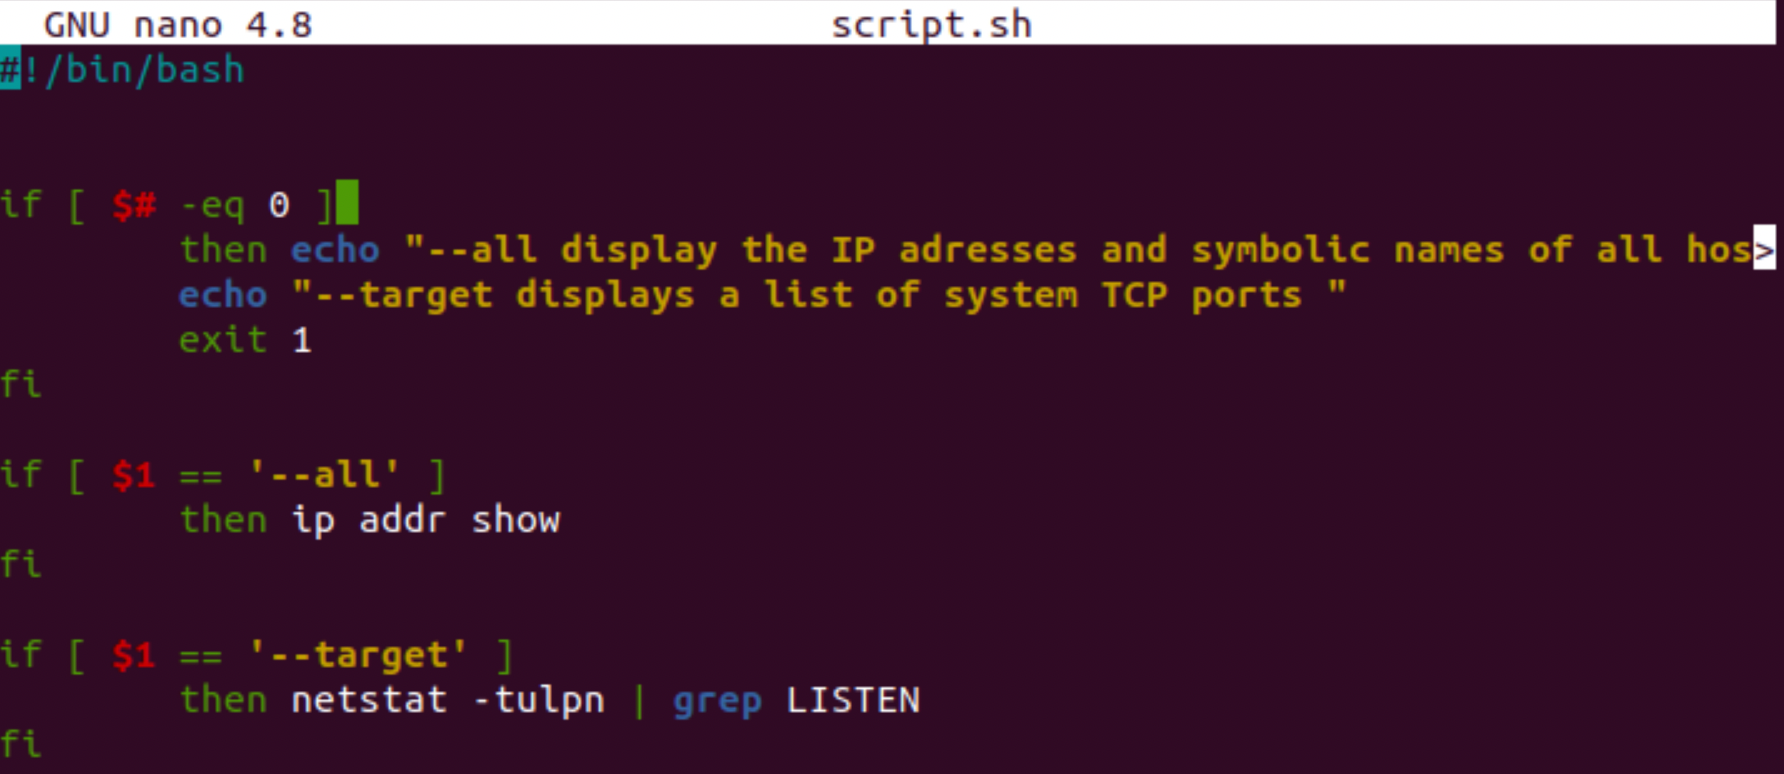 GNU nano 4.8 script.sh
#!/bin/bash
if [ $# -eq 0 ]
then echo "--all display the IP adresses and symbolic names of all hos>
echo "--target displays a list of system TCP ports "
exit 1
fi
if [ $1 == '--all' ]
then ip addr show
fi
if [ $1 == '--target' ]
then netstat -tulpn | grep LISTEN
fi